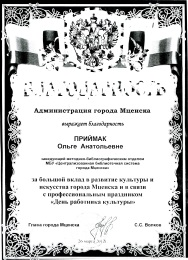 БЛАГОДАРНОСТЬ
Администрация города Мценска
выражает благодарность
ПРИЙМАК
Ольге Анатольевне
заведующей методико-библиографическим отделом
МБУ «Централизованная библиотечная система
города Мценска»
за большой вклад в развитие культуры и
искусства города Мценска и в связи
с профессиональным праздником
«День работника культуры»
Глава города Мценска С.С. Волков